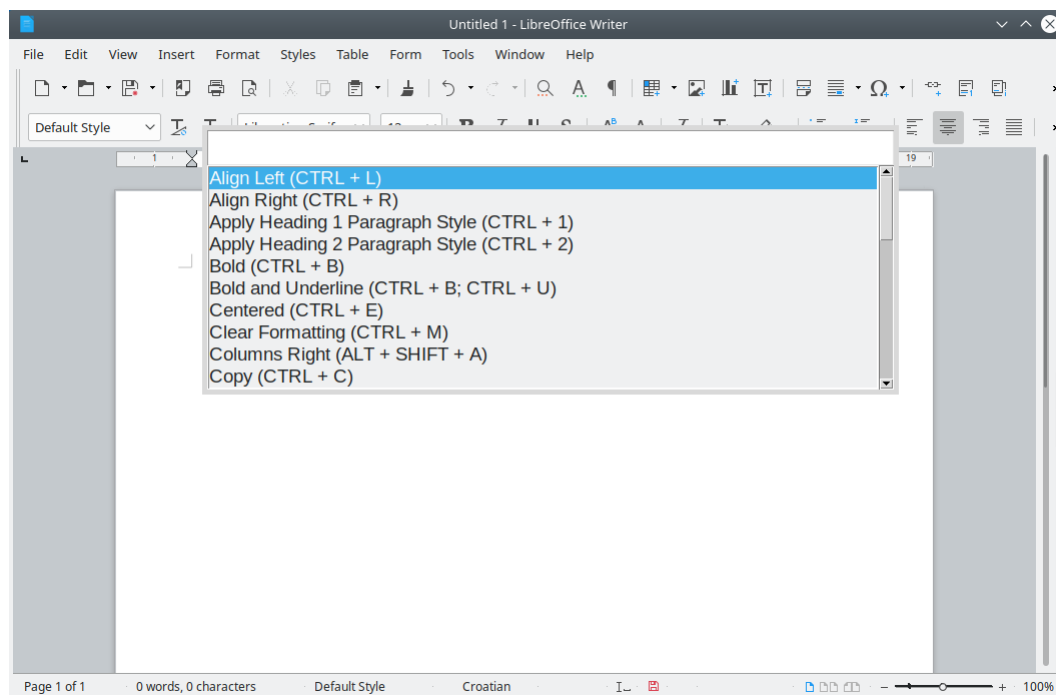 Untitled 1 - LibreOffice Writer
File Edit View Insert Format Styles Table Form Tools Window Help
Default Style
1 19
Align Left (CTRL + L)
Align Right (CTRL + R)
Apply Heading 1 Paragraph Style (CTRL + 1)
Apply Heading 2 Paragraph Style (CTRL + 2)
Bold (CTRL + B)
Bold and Underline (CTRL + B; CTRL + U)
Centered (CTRL + E)
Clear Formatting (CTRL + M)
Columns Right (ALT + SHIFT + A)
Copy (CTRL + C)
Page 1 of 1 0 words, 0 characters Default Style Croatian 100%